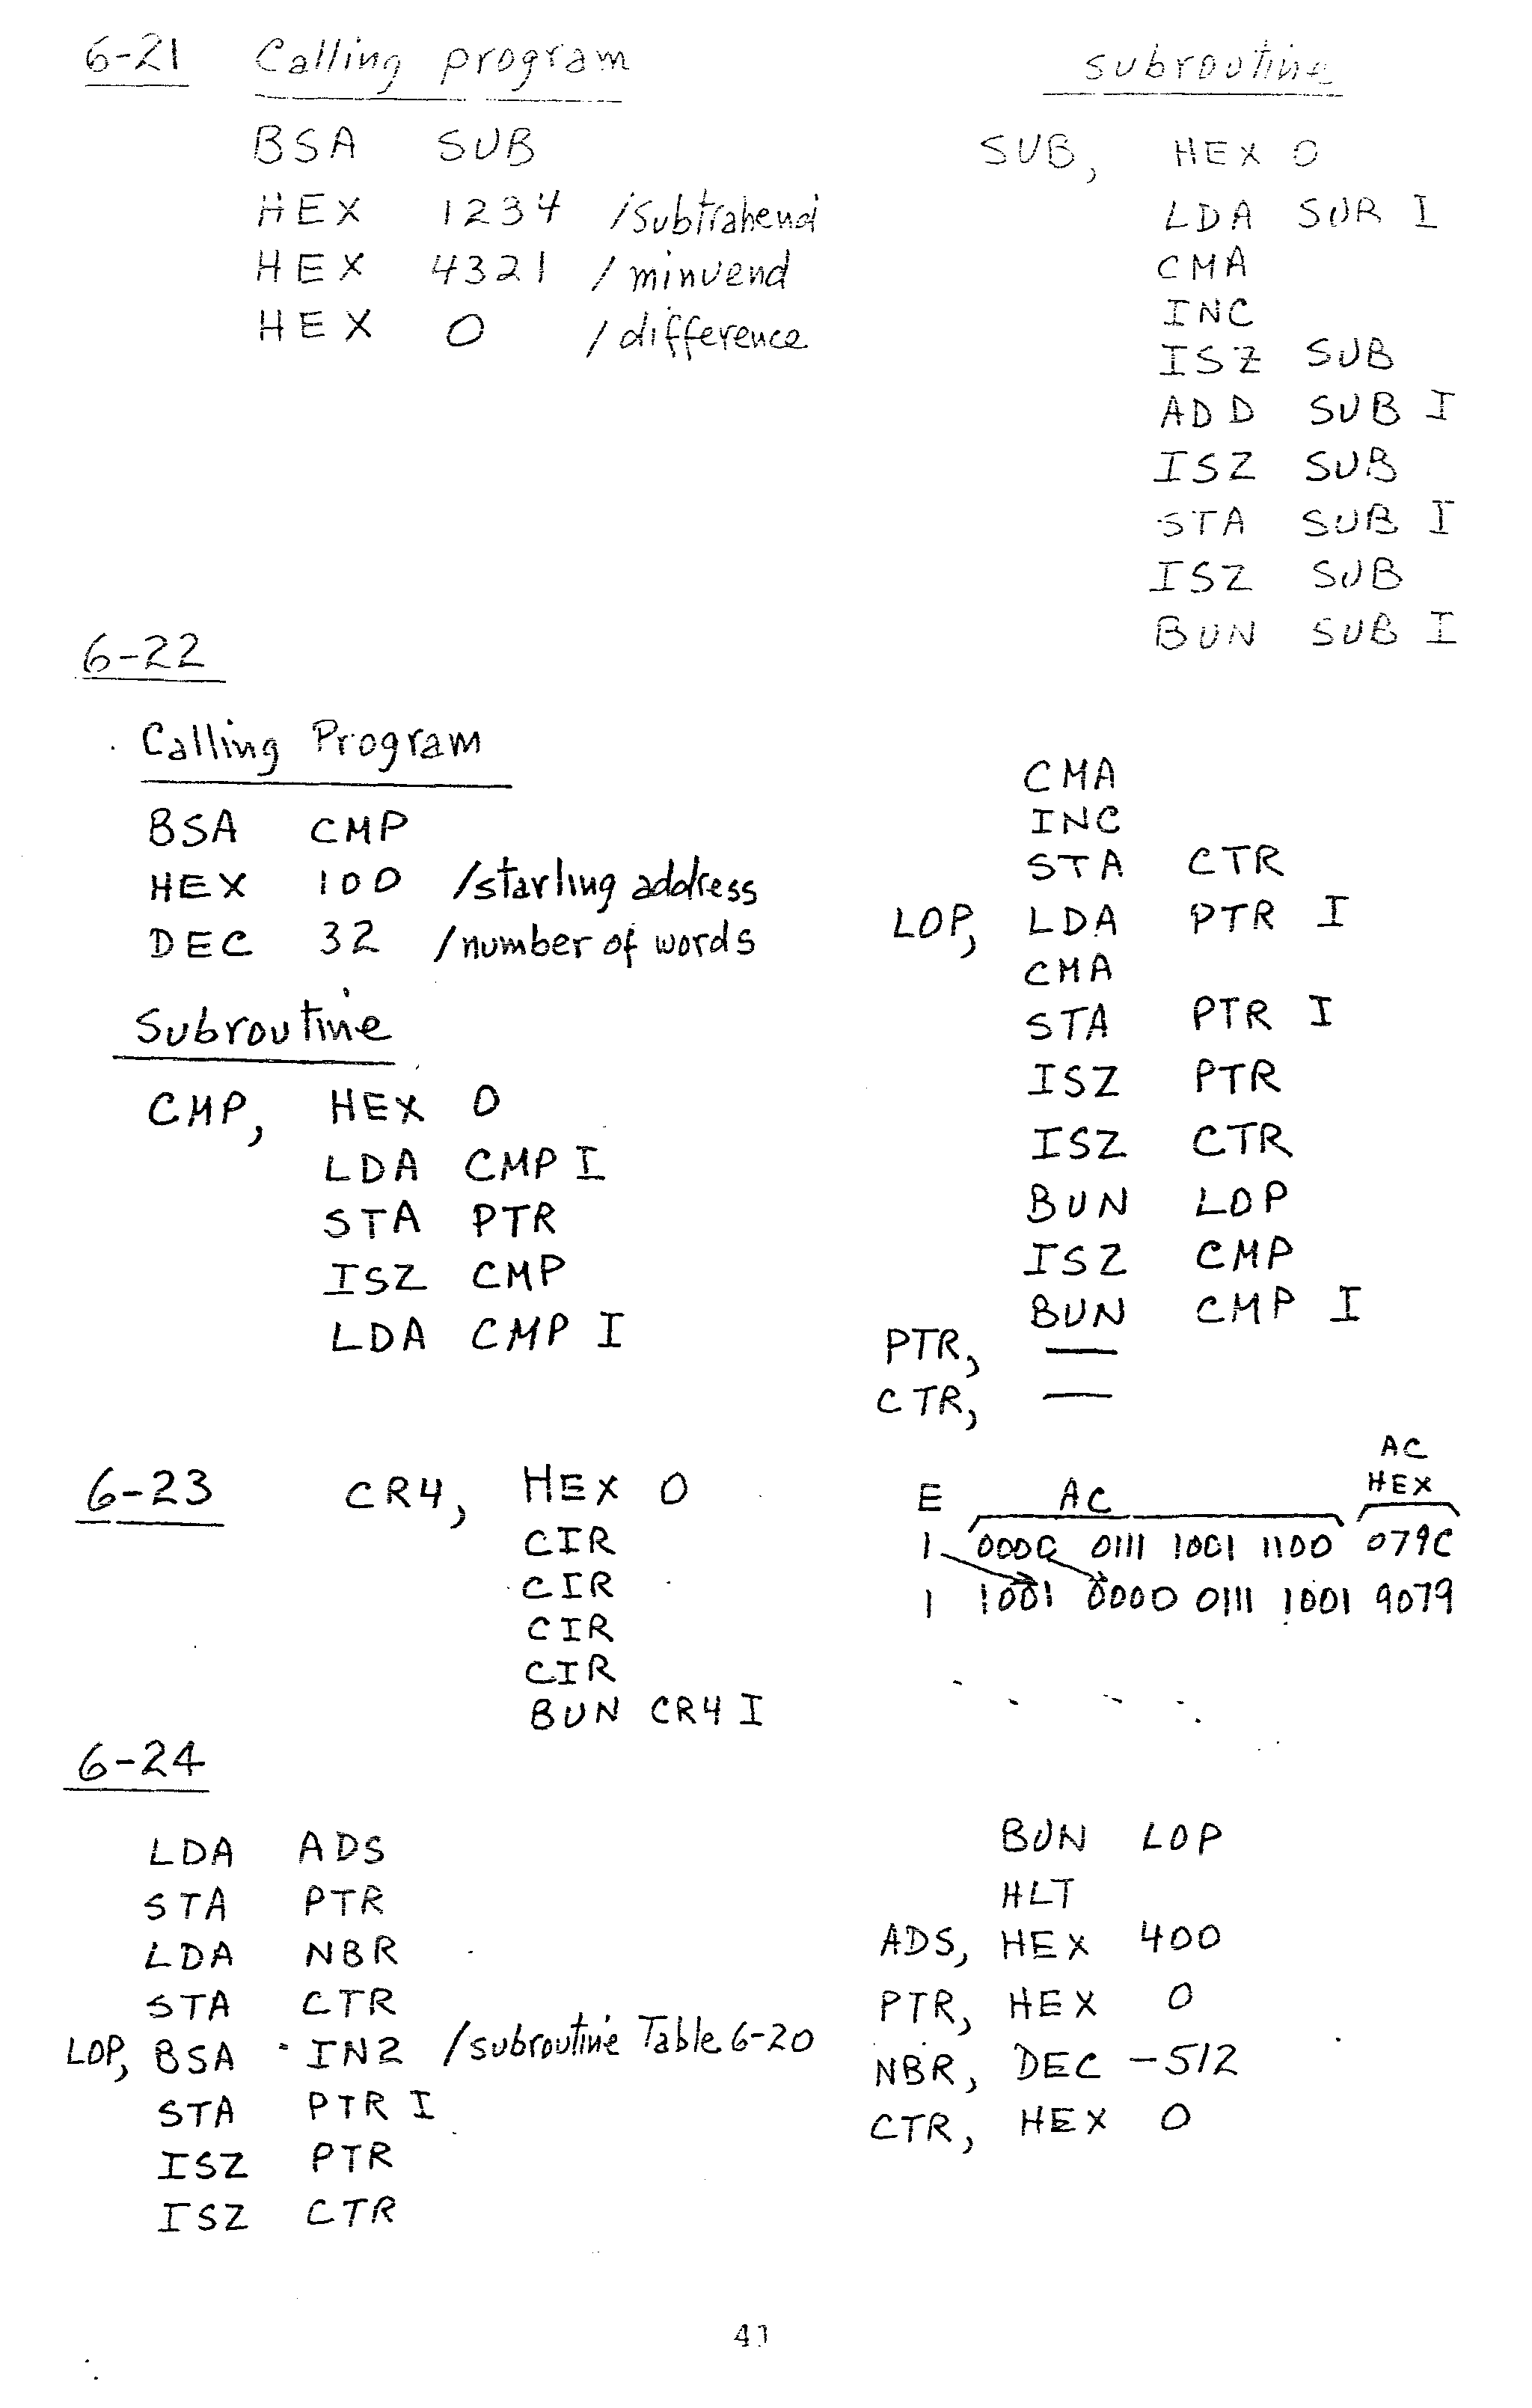 6-21 Calling program
BSA SUB
HEX 1234 /Subtrahend
HEX 4321 / minuend
HEX 0 / difference
subroutine
SUB, HEX 0
LDA SUB I
CMA
INC
ISZ SUB
ADD SUB I
ISZ SUB
STA SUB I
ISZ SUB
BUN SUB I
6-22
Calling Program
BSA CMP
HEX 100 /starling address
DEC 32 /number of words
Subroutine
CMP, HEX 0
LDA CMP I
STA PTR
ISZ CMP
LDA CMP I
CMA
INC
STA CTR
LOP, LDA PTR I
CMA
STA PTR I
ISZ PTR
ISZ CTR
BUN LOP
ISZ CMP
BUN CMP I
PTR, —
CTR, —
6-23 CR4, HEX 0
CIR
CIR
CIR
CIR
BUN CR4 I
E AC AC HEX
1 0000 0111 1001 1100 079C
1 1001 0000 0111 1001 9079
6-24
LDA ADS
STA PTR
LDA NBR
STA CTR
LOP, BSA IN2 /subroutine Table 6-20
STA PTR I
ISZ PTR
ISZ CTR
BUN LOP
HLT
ADS, HEX 400
PTR, HEX 0
NBR, DEC -512
CTR, HEX 0
41